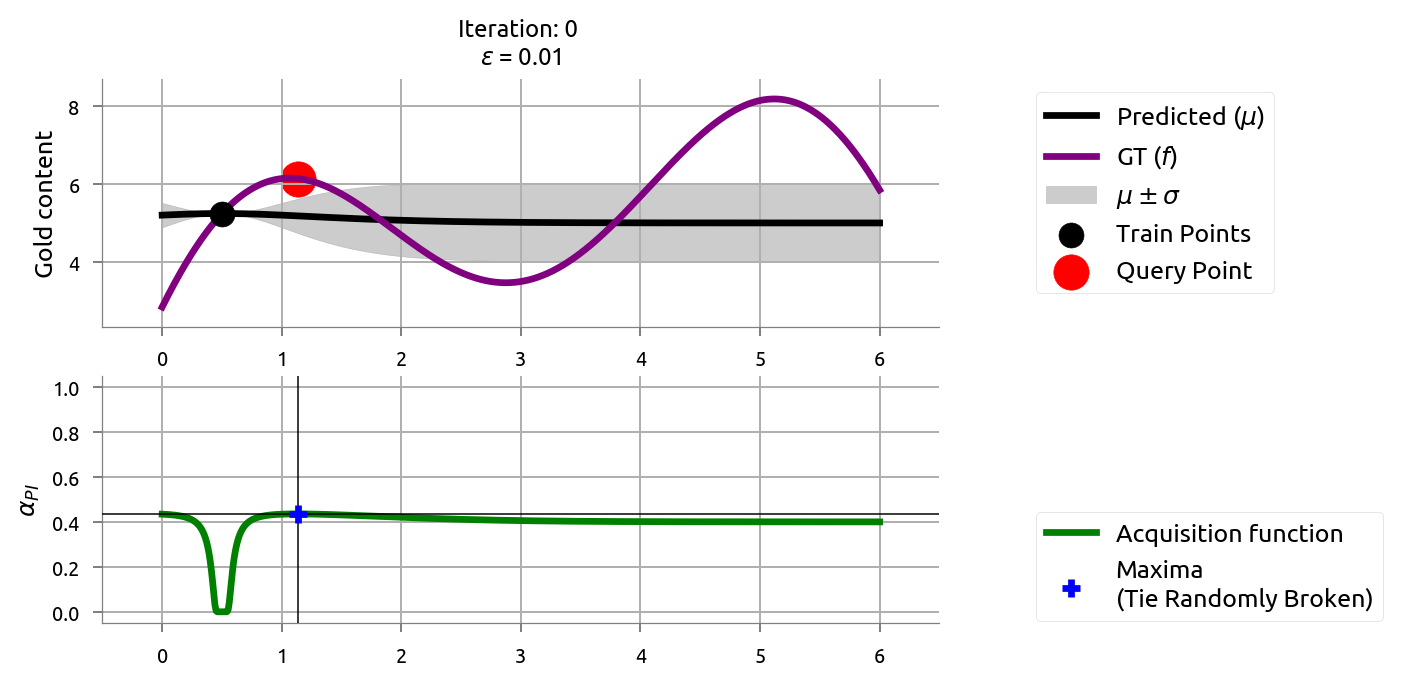 Iteration: 0
ε = 0.01
Gold content
8
6
4
0 1 2 3 4 5 6
Predicted (μ)
GT (f)
μ ± σ
Train Points
Query Point
α_PI
1.0
0.8
0.6
0.4
0.2
0.0
0 1 2 3 4 5 6
Acquisition function
Maxima
(Tie Randomly Broken)